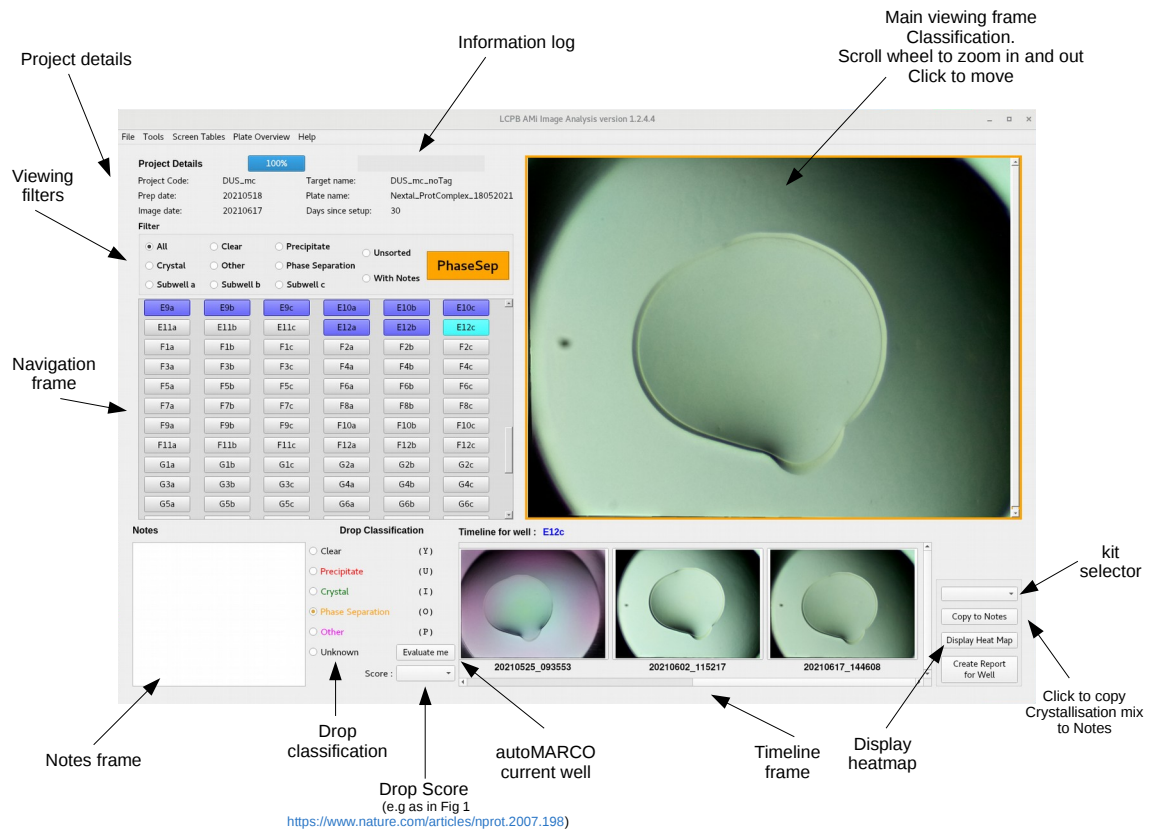 Main viewing frame
Classification.
Scroll wheel to zoom in and out
Click to move
Information log
Project details
LCPB AMi Image Analysis version 1.2.4.4
File Tools Screen Tables Plate Overview Help
Project Details 100%
Project Code: DUS_mc Target name: DUS_mc_noTag
Prep date: 20210518 Plate name: Nextal_ProtComplex_18052021
Image date: 20210617 Days since setup: 30
Viewing
filters
Filter
All Clear Precipitate Unsorted
Crystal Other Phase Separation With Notes
Subwell a Subwell b Subwell c
PhaseSep
E9a E9b E9c E10a E10b E10c
E11a E11b E11c E12a E12b E12c
F1a F1b F1c F2a F2b F2c
F3a F3b F3c F4a F4b F4c
F5a F5b F5c F6a F6b F6c
F7a F7b F7c F8a F8b F8c
F9a F9b F9c F10a F10b F10c
F11a F11b F11c F12a F12b F12c
G1a G1b G1c G2a G2b G2c
G3a G3b G3c G4a G4b G4c
G5a G5b G5c G6a G6b G6c
Navigation
frame
Notes Drop Classification Timeline for well : E12c
Clear (Y)
Precipitate (U)
Crystal (I)
Phase Separation (O)
Other (P)
Unknown Evaluate me
Score :
20210525_093553 20210602_115217 20210617_144608
kit
selector
Copy to Notes
Display Heat Map
Create Report
for Well
Click to copy
Crystallisation mix
to Notes
Notes frame
Drop
classification
Drop Score
(e.g as in Fig 1
https://www.nature.com/articles/nprot.2007.198)
autoMARCO
current well
Timeline
frame
Display
heatmap